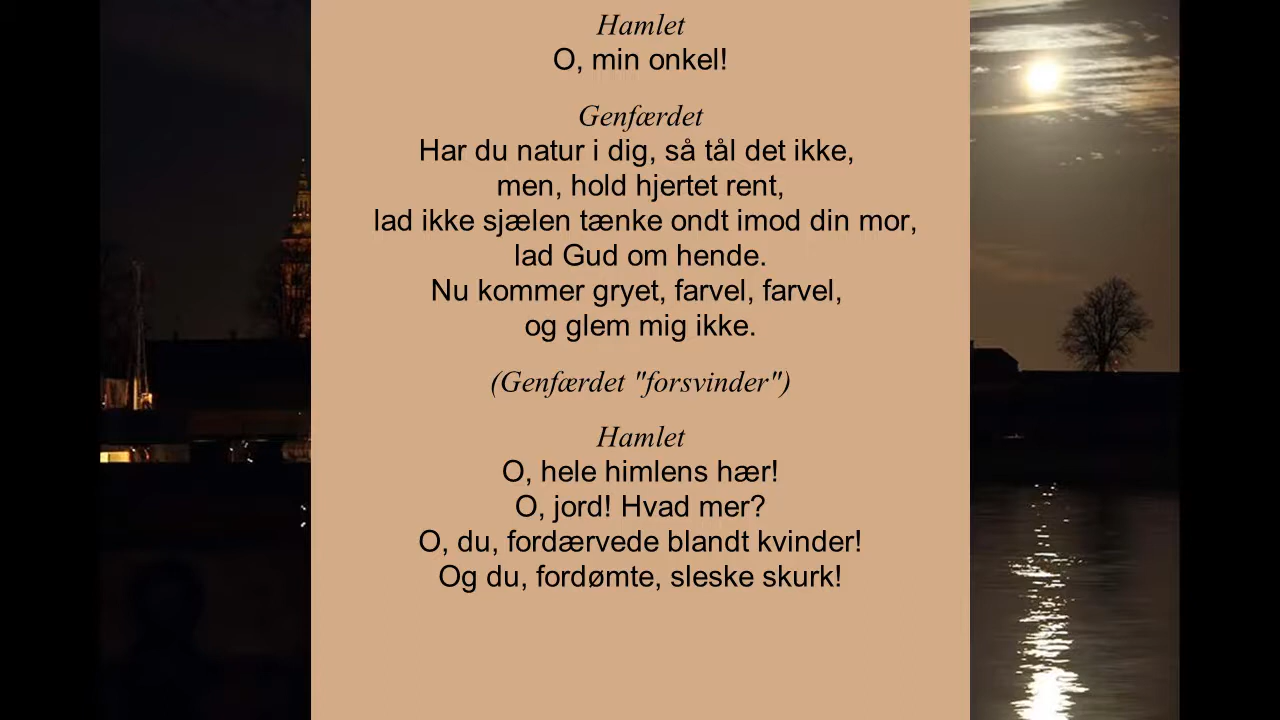 Hamlet
O, min onkel!
Genfærdet
Har du natur i dig, så tål det ikke,
men, hold hjertet rent,
lad ikke sjælen tænke ondt imod din mor,
lad Gud om hende.
Nu kommer gryet, farvel, farvel,
og glem mig ikke.
(Genfærdet "forsvinder")
Hamlet
O, hele himlens hær!
O, jord! Hvad mer?
O, du, fordærvede blandt kvinder!
Og du, fordømte, sleske skurk!